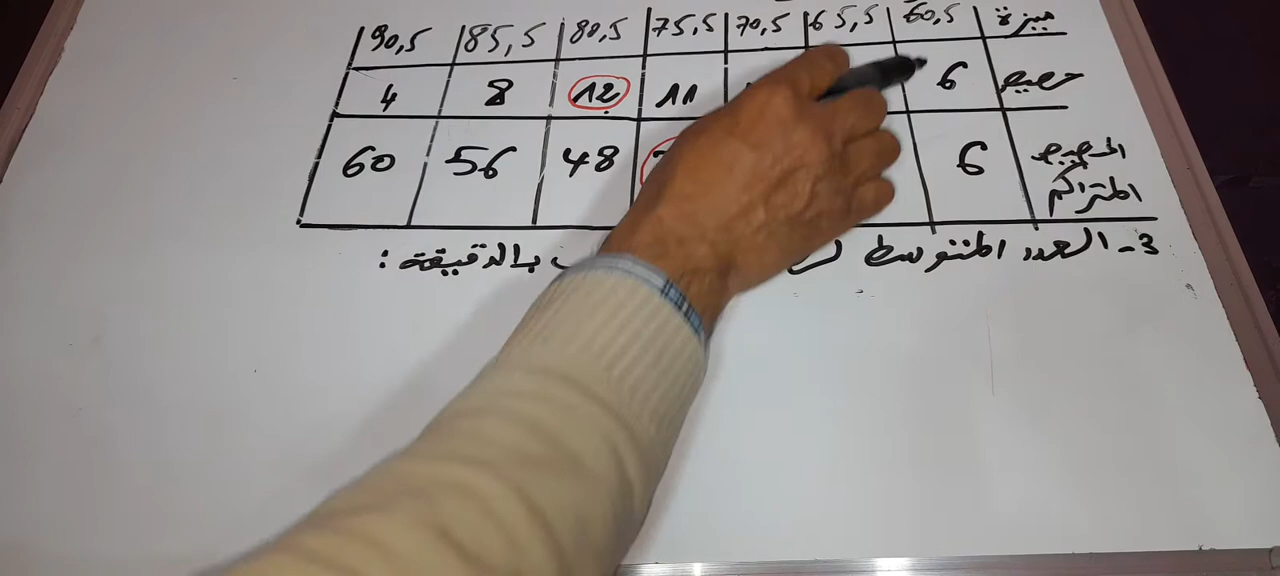 ميزة 60,5 65,5 70,5 75,5 80,5 85,5 90,5
حصيص 6 11 12 8 4
الحصيص المتراكم 6 48 56 60
3- العدد المتوسط بالدقيقة :